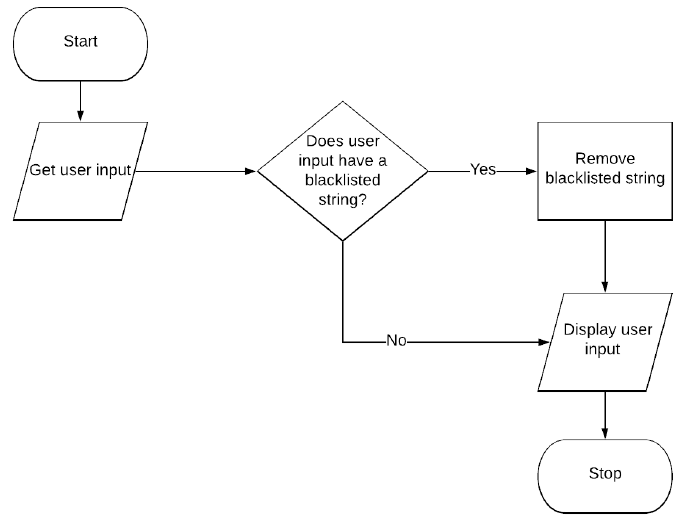 Start
Get user input
Does user
input have a
blacklisted
string?
Yes
Remove
blacklisted string
No
Display user
input
Stop